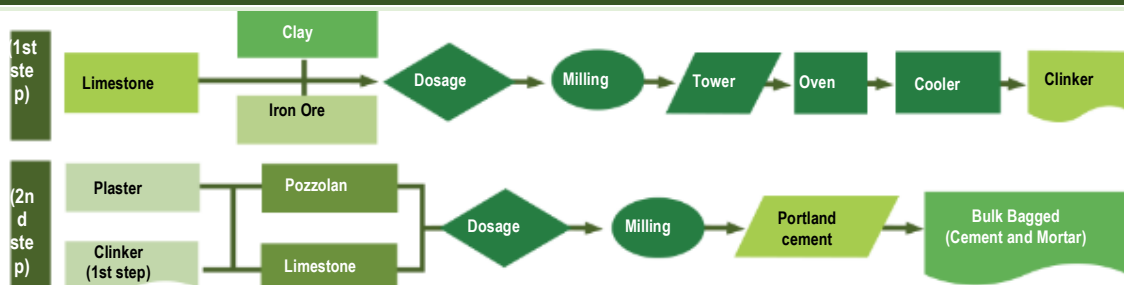 (1st
ste
p)
Clay
Limestone
Iron Ore
Dosage
Milling
Tower
Oven
Cooler
Clinker
(2n
d
ste
p)
Plaster
Clinker
(1st step)
Pozzolan
Limestone
Dosage
Milling
Portland
cement
Bulk Bagged
(Cement and Mortar)